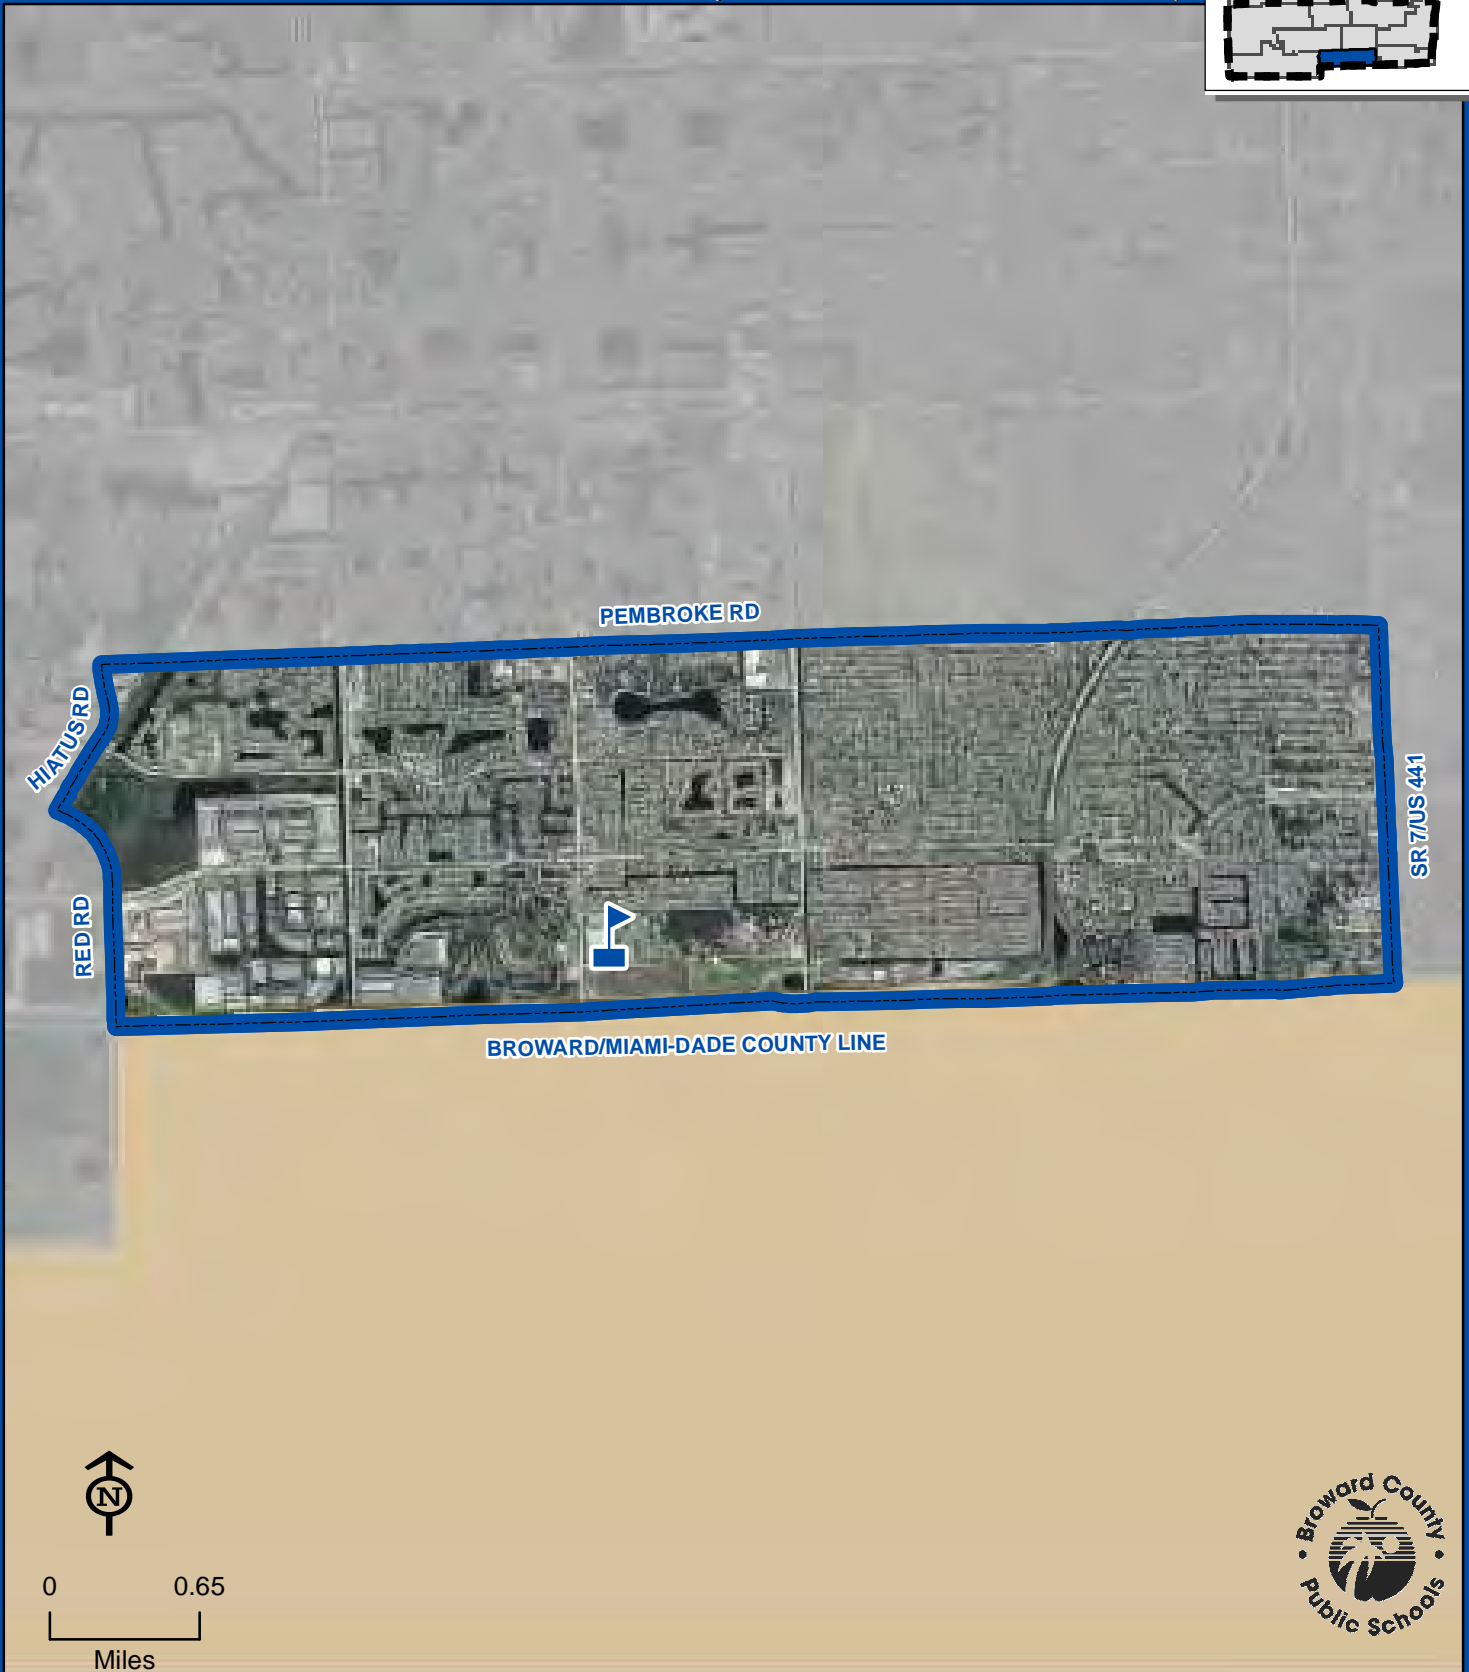 PEMBROKE RD
HIATUS RD
SR 7/US 441
RED RD
BROWARD/MIAMI-DADE COUNTY LINE
N
0 0.65
Miles
Broward County
Public Schools